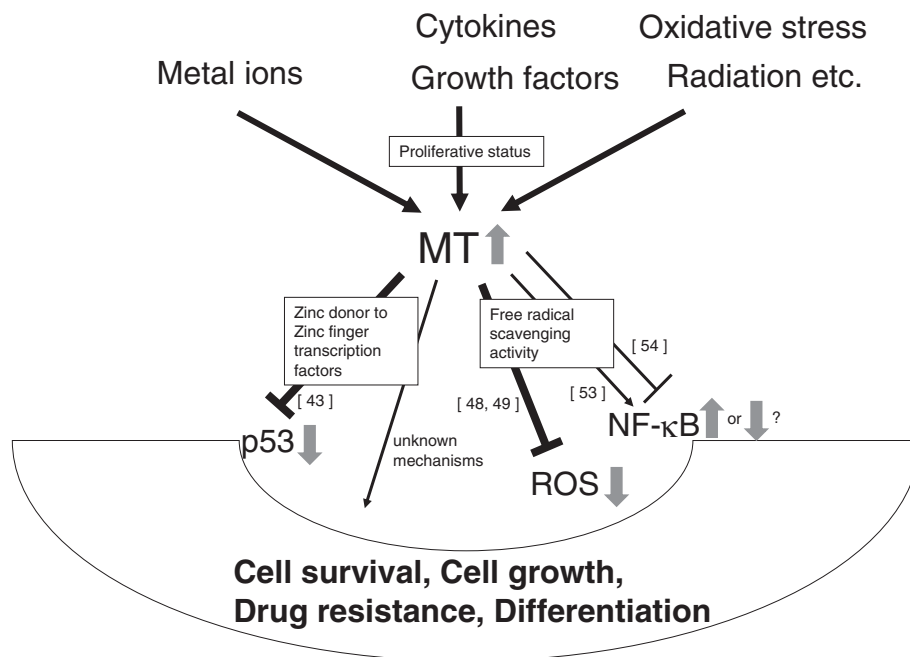 Cytokines
Oxidative stress
Metal ions
Growth factors
Radiation etc.
Proliferative status
MT
Zinc donor to
Zinc finger
transcription
factors
Free radical
scavenging
activity
[ 54 ]
[ 43 ]
[ 48, 49 ]
[ 53 ]
p53
unknown
mechanisms
NF-κB or ?
ROS
Cell survival, Cell growth,
Drug resistance, Differentiation